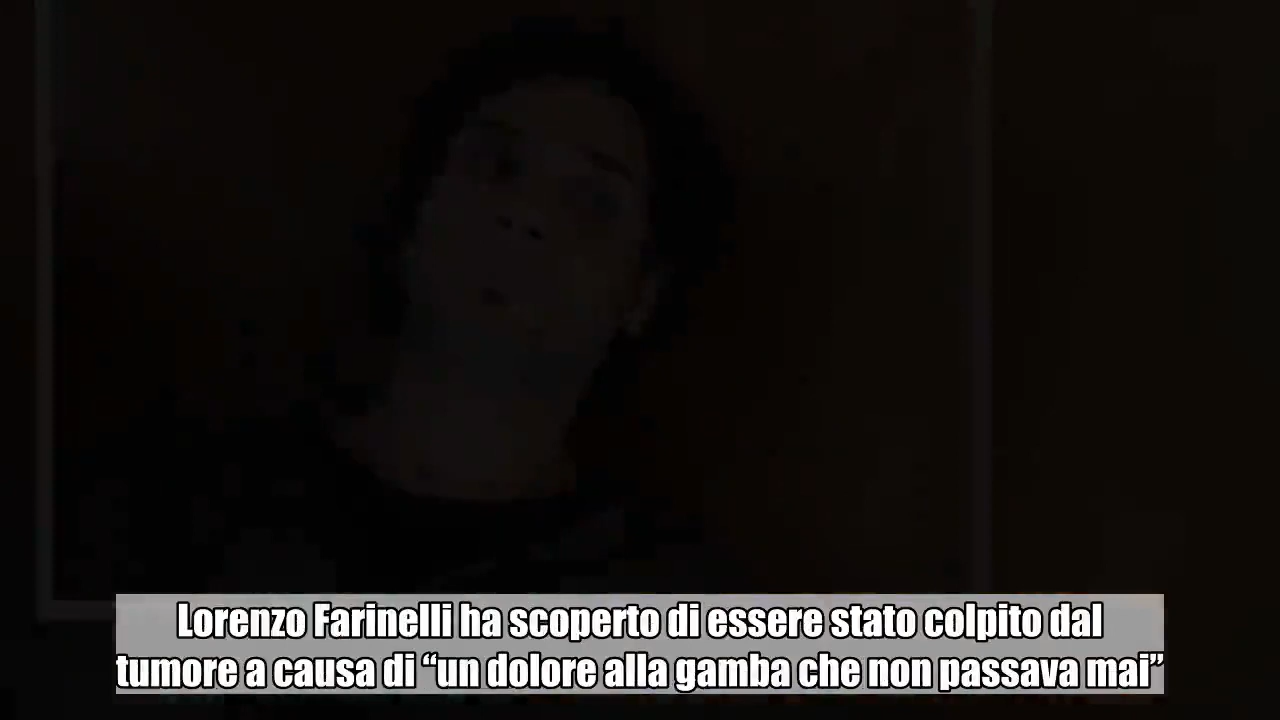 Lorenzo Farinelli ha scoperto di essere stato colpito dal
tumore a causa di “un dolore alla gamba che non passava mai”